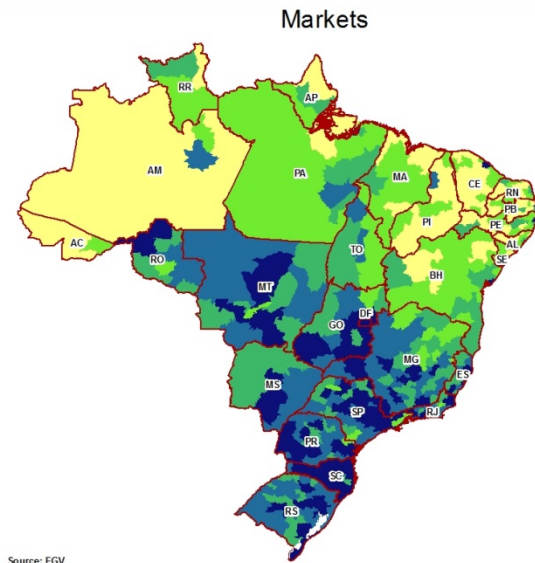 Markets
RR
AP
AM
PA
MA
CE
RN
PB
PI
PE
AL
AC
SE
RO
TO
BH
MT
DF
GO
MG
ES
MS
SP
RJ
PR
SC
RS
Source: FGV